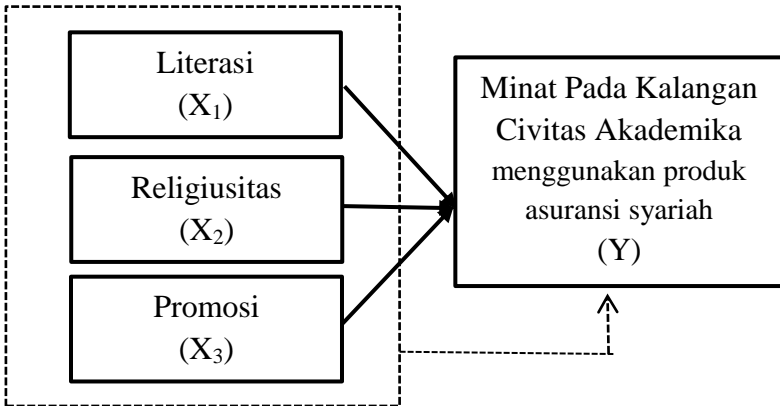 Literasi
(X₁)
Religiusitas
(X₂)
Promosi
(X₃)
Minat Pada Kalangan
Civitas Akademika
menggunakan produk
asuransi syariah
(Y)